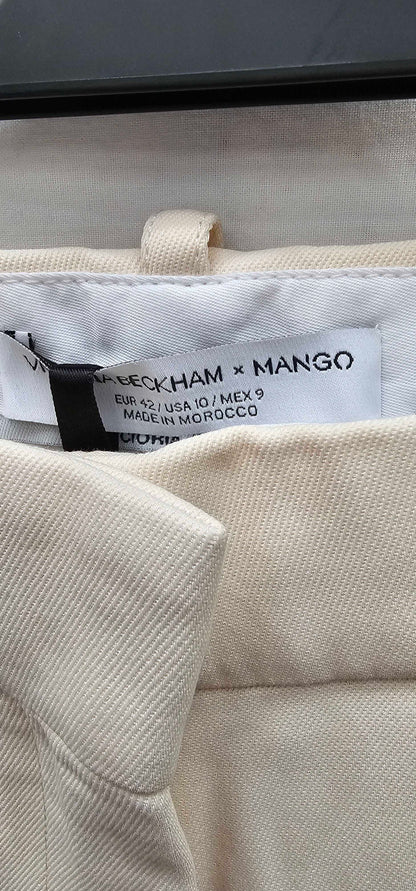 BECKHAM × MANGO
EUR 42 / USA 10 / MEX 9
MADE IN MOROCCO